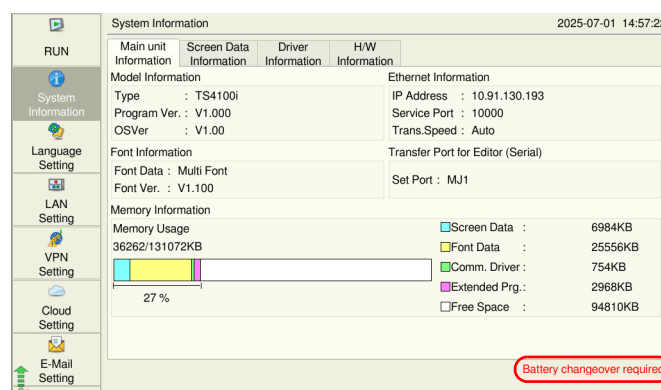 System Information 2025-07-01 14:57:22
RUN
System
Information
Language
Setting
LAN
Setting
VPN
Setting
Cloud
Setting
E-Mail
Setting
Main unit
Information
Screen Data
Information
Driver
Information
H/W
Information
Model Information
Type : TS4100i
Program Ver. : V1.000
OSVer : V1.00
Ethernet Information
IP Address : 10.91.130.193
Service Port : 10000
Trans.Speed : Auto
Font Information
Font Data : Multi Font
Font Ver. : V1.100
Transfer Port for Editor (Serial)
Set Port : MJ1
Memory Information
Memory Usage
36262/131072KB
27 %
Screen Data : 6984KB
Font Data : 25556KB
Comm. Driver : 754KB
Extended Prg. : 2968KB
Free Space : 94810KB
Battery changeover required